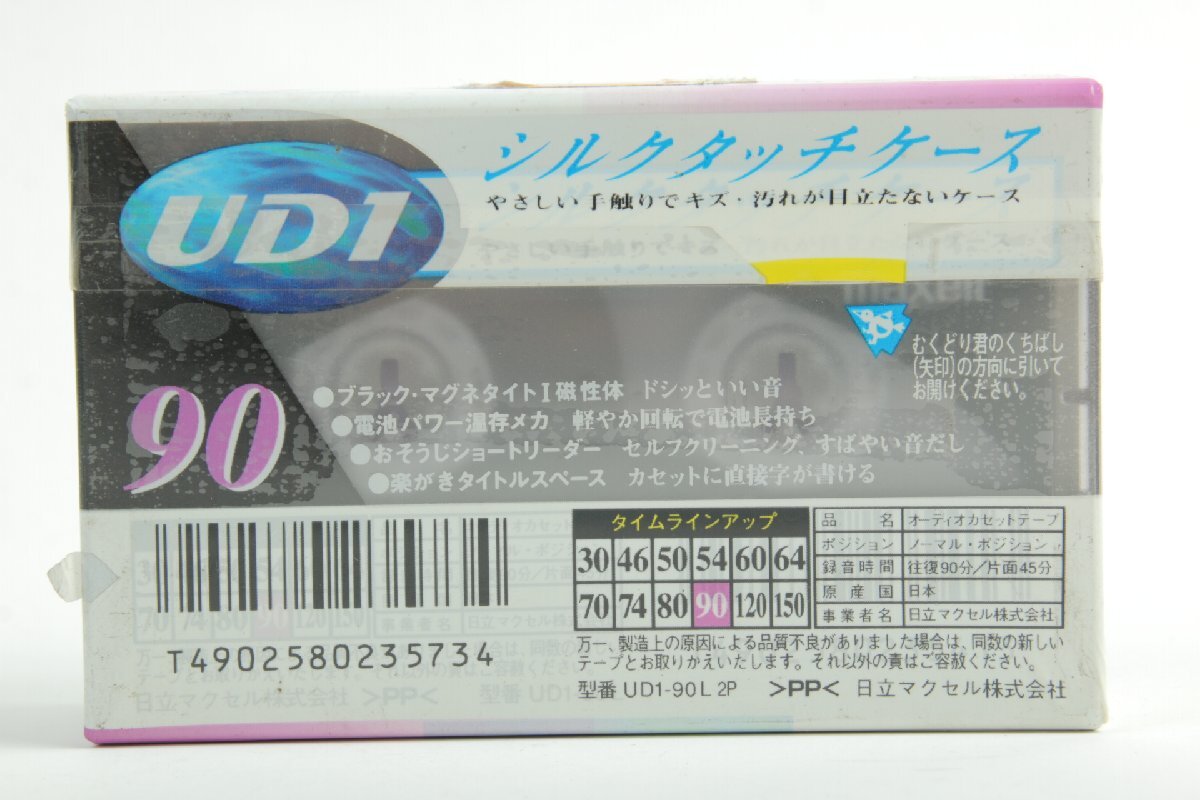 UD1
シルクタッチケース
やさしい手触りでキズ・汚れが目立たないケース
むくどり君のくちばし
(矢印)の方向に引いて
お開けください。
90
●ブラック・マグネタイトI磁性体 ドシッといい音
●電池パワー温存メカ 軽やか回転で電池長持ち
●おそうじショートリーダー セルフクリーニング、すばやい音だし
●楽がきタイトルスペース カセットに直接字が書ける
タイムラインアップ
30 46 50 54 60 64
70 74 80 90 120 150
品名 オーディオカセットテープ
ポジション ノーマル・ポジション
録音時間 往復90分/片面45分
原産国 日本
事業者名 日立マクセル株式会社
T4902580235734
万一、製造上の原因による品質不良がありました場合は、同数の新しい
テープとお取りかえいたします。それ以外の責はご容赦ください。
型番 UD1-90L 2P >PP< 日立マクセル株式会社